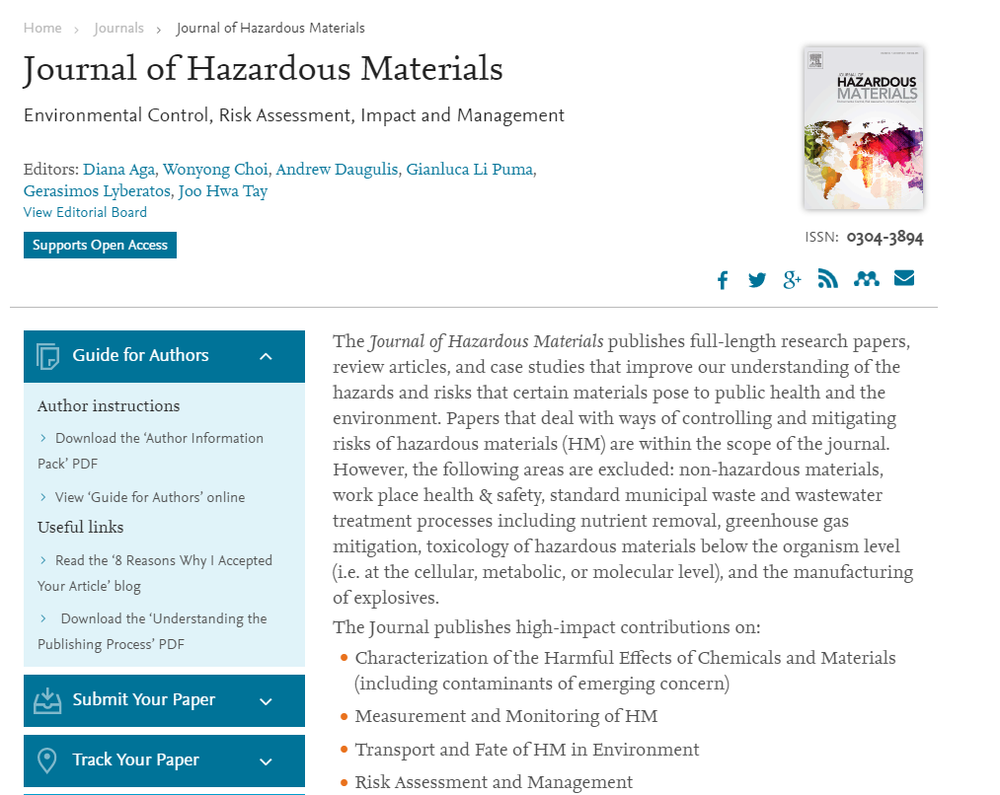 Home > Journals > Journal of Hazardous Materials
Journal of Hazardous Materials
Environmental Control, Risk Assessment, Impact and Management
Editors: Diana Aga, Wonyong Choi, Andrew Daugulis, Gianluca Li Puma,
Gerasimos Lyberatos, Joo Hwa Tay
View Editorial Board
Supports Open Access
JOURNAL OF
HAZARDOUS
MATERIALS
Environmental Control, Risk Assessment, Impact and Management
ISSN: 0304-3894
Guide for Authors
Author instructions
> Download the ‘Author Information
Pack’ PDF
> View ‘Guide for Authors’ online
Useful links
> Read the ‘8 Reasons Why I Accepted
Your Article’ blog
> Download the ‘Understanding the
Publishing Process’ PDF
Submit Your Paper
Track Your Paper
The Journal of Hazardous Materials publishes full-length research papers,
review articles, and case studies that improve our understanding of the
hazards and risks that certain materials pose to public health and the
environment. Papers that deal with ways of controlling and mitigating
risks of hazardous materials (HM) are within the scope of the journal.
However, the following areas are excluded: non-hazardous materials,
work place health & safety, standard municipal waste and wastewater
treatment processes including nutrient removal, greenhouse gas
mitigation, toxicology of hazardous materials below the organism level
(i.e. at the cellular, metabolic, or molecular level), and the manufacturing
of explosives.
The Journal publishes high-impact contributions on:
• Characterization of the Harmful Effects of Chemicals and Materials
(including contaminants of emerging concern)
• Measurement and Monitoring of HM
• Transport and Fate of HM in Environment
• Risk Assessment and Management